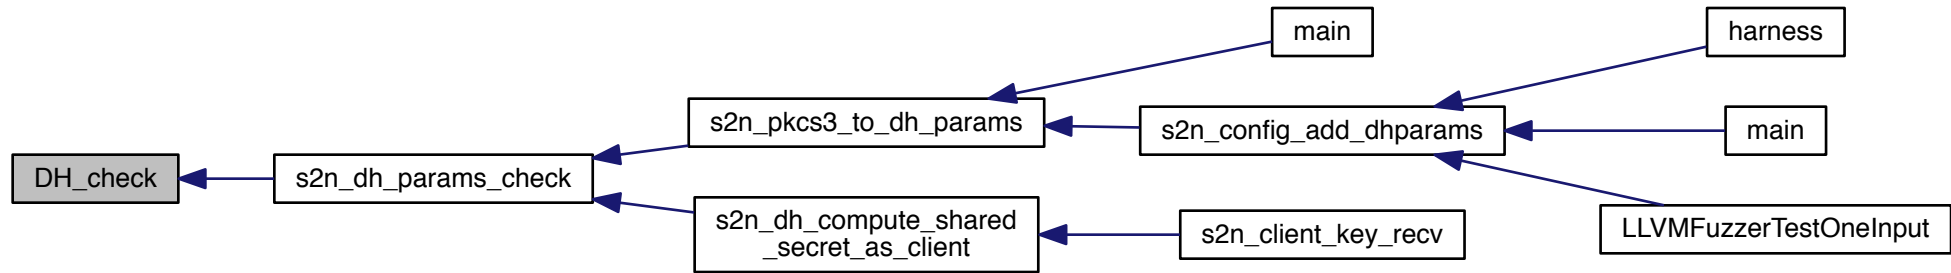 DH_check
s2n_dh_params_check
s2n_pkcs3_to_dh_params
main
s2n_config_add_dhparams
harness
main
LLVMFuzzerTestOneInput
s2n_dh_compute_shared
_secret_as_client
s2n_client_key_recv